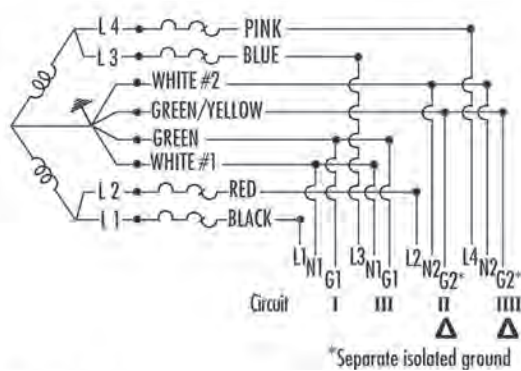 L 4 PINK
L 3 BLUE
WHITE #2
GREEN/YELLOW
GREEN
WHITE #1
L 2 RED
L 1 BLACK
L1 N1 G1 L3 N1 G1 L2 N2 G2* L4 N2 G2*
Circuit I III II IIII
Δ Δ
*Separate isolated ground